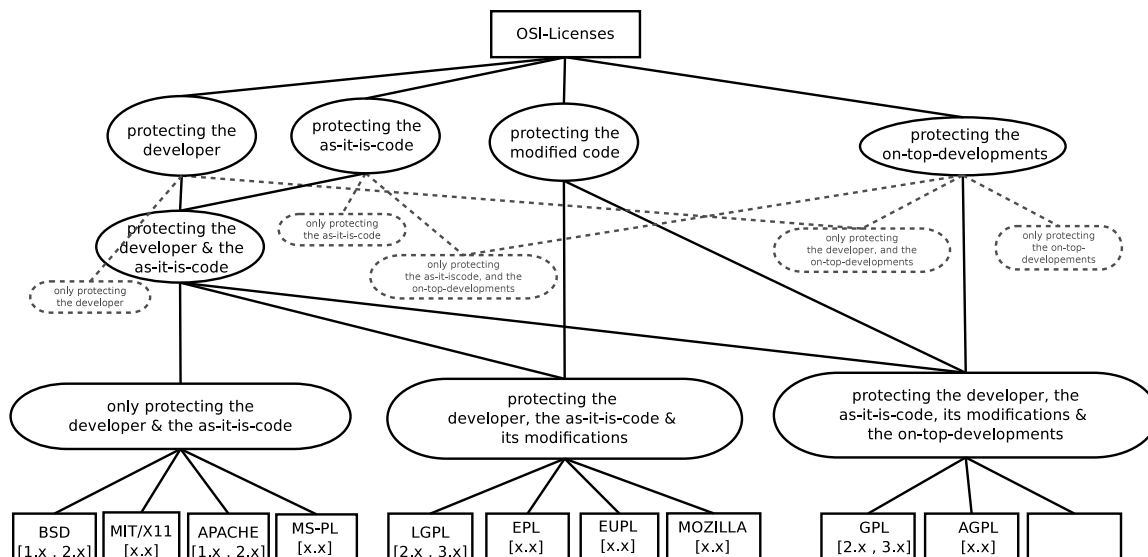 OSI-Licenses
protecting the
developer
protecting the
as-it-is-code
protecting the
modified code
protecting the
on-top-developments
protecting the
developer & the
as-it-is-code
only protecting
the as-it-is-code
only protecting
the developer, and the
on-top-developments
only protecting
the on-top-
developements
only protecting
the as-it-iscode, and the
on-top-developments
only protecting
the developer
only protecting the
developer & the as-it-is-code
protecting the
developer, the as-it-is-code &
its modifications
protecting the developer, the
as-it-is-code, its modifications &
the on-top-developments
BSD
[1.x , 2.x]
MIT/X11
[x.x]
APACHE
[1.x , 2.x]
MS-PL
[x.x]
LGPL
[2.x , 3.x]
EPL
[x.x]
EUPL
[x.x]
MOZILLA
[x.x]
GPL
[2.x , 3.x]
AGPL
[x.x]